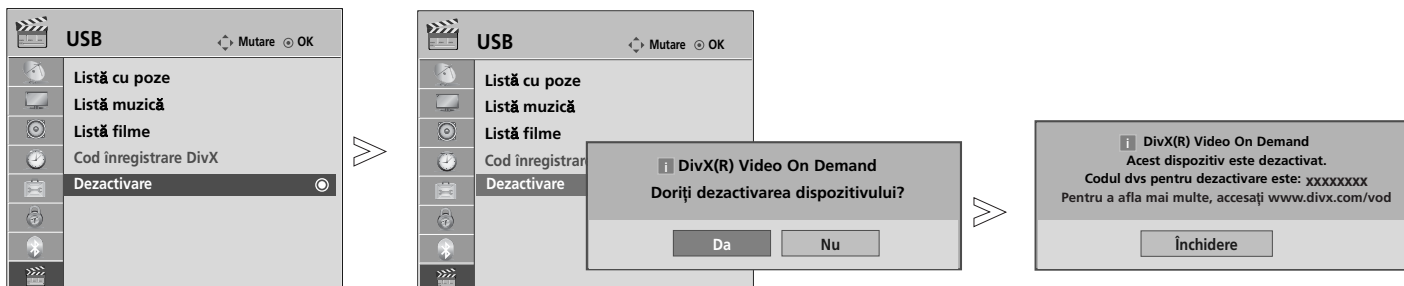 USB
Mutare OK
Listă cu poze
Listă muzică
Listă filme
Cod înregistrare DivX
Dezactivare
USB
Mutare OK
Listă cu poze
Listă muzică
Listă filme
Cod înregistrar
Dezactivare
i DivX(R) Video On Demand
Doriţi dezactivarea dispozitivului?
Da Nu
i DivX(R) Video On Demand
Acest dispozitiv este dezactivat.
Codul dvs pentru dezactivare este: xxxxxxxx
Pentru a afla mai multe, accesaţi www.divx.com/vod
Închidere